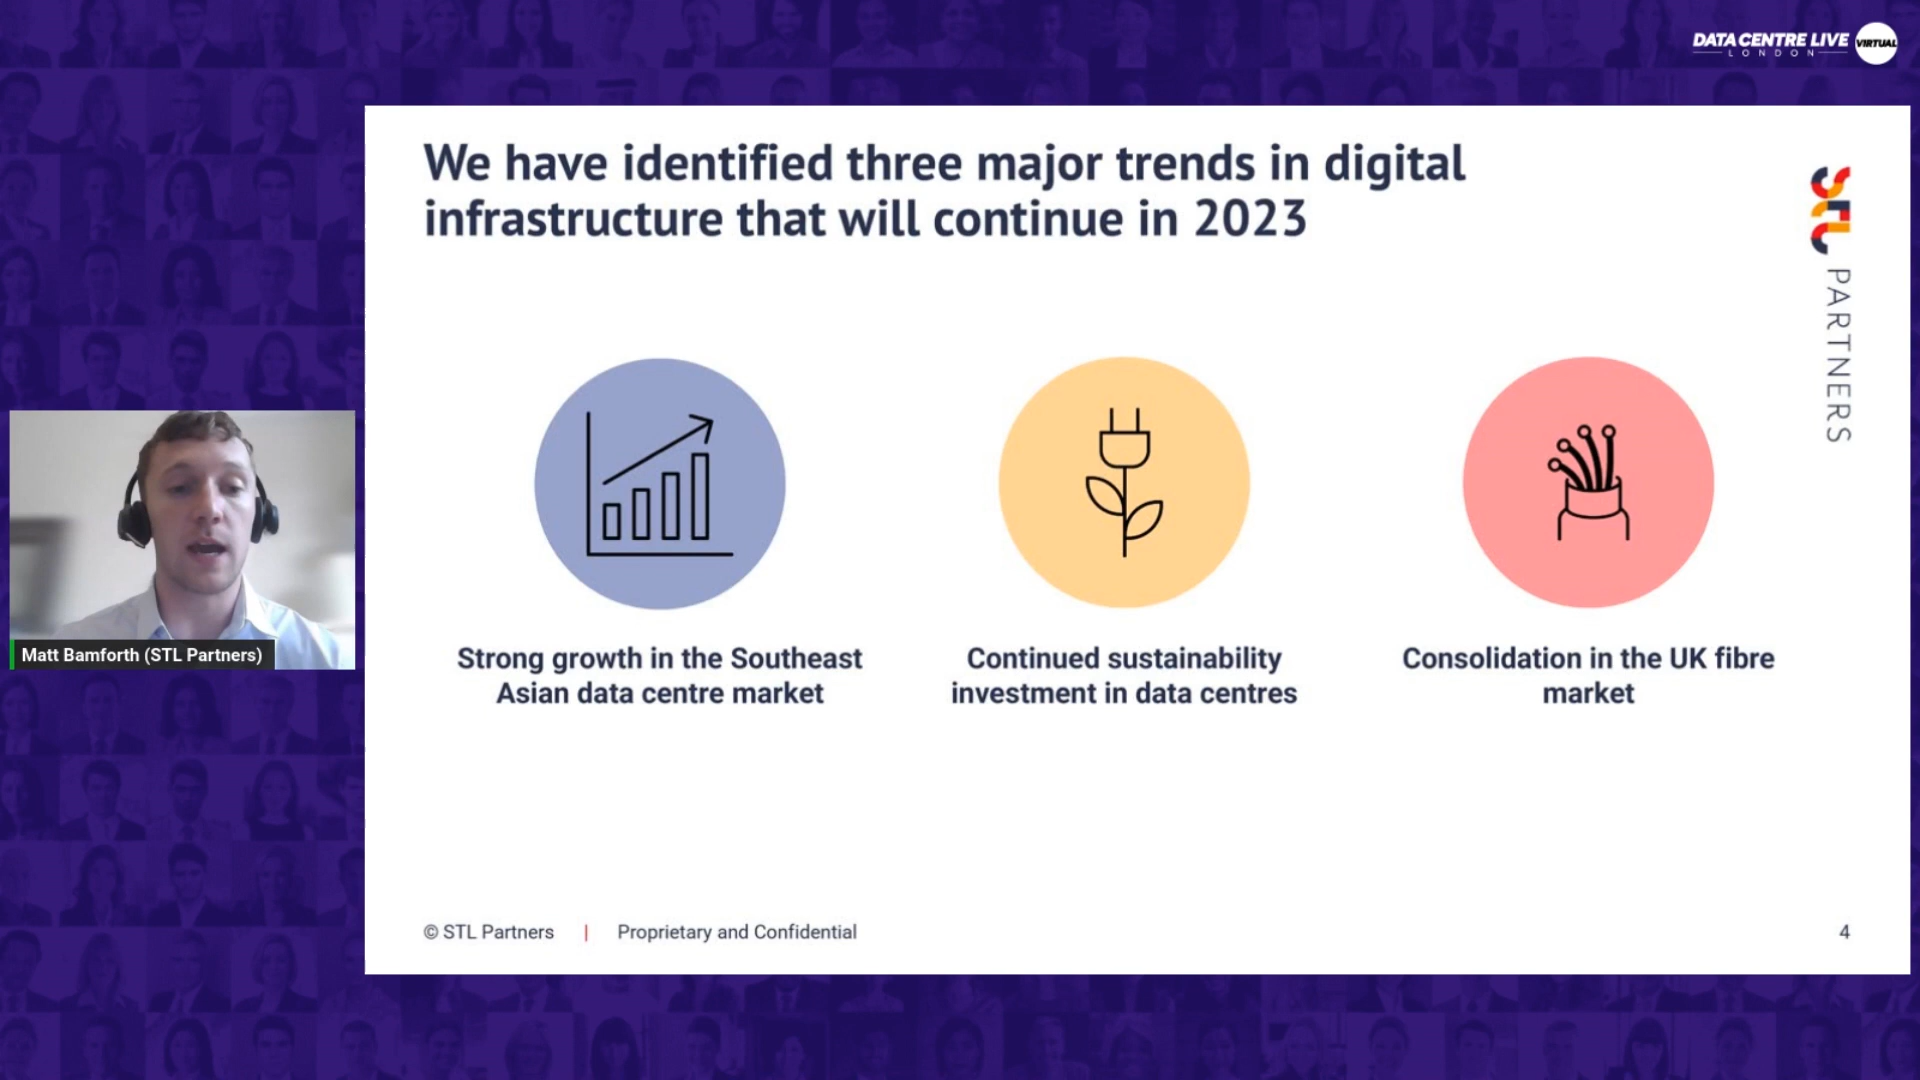 DATA CENTRE LIVE
LONDON
VIRTUAL
We have identified three major trends in digital
infrastructure that will continue in 2023
STL PARTNERS
Strong growth in the Southeast
Asian data centre market
Continued sustainability
investment in data centres
Consolidation in the UK fibre
market
Matt Bamforth (STL Partners)
© STL Partners | Proprietary and Confidential
4